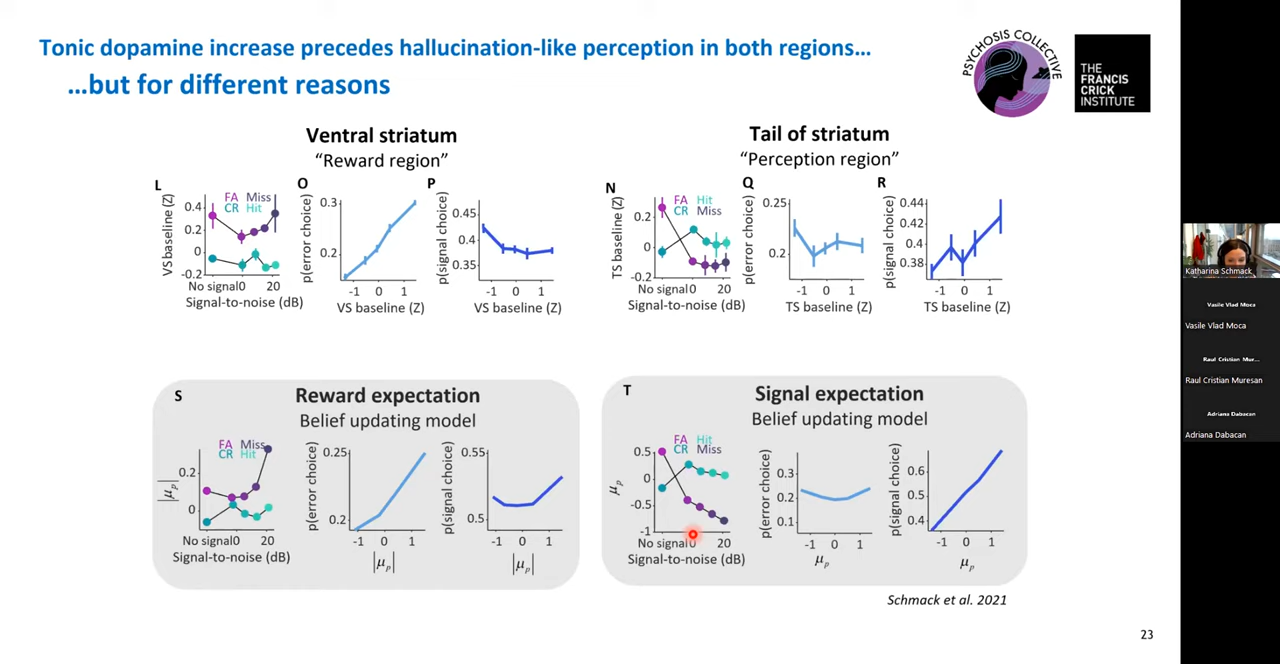 Tonic dopamine increase precedes hallucination-like perception in both regions…
…but for different reasons
PSYCHOSIS COLLECTIVE
THE
FRANCIS
CRICK
INSTITUTE
Ventral striatum
“Reward region”
L
FA Miss
CR Hit
VS baseline (Z)
0.4
0.2
0
-0.2
No signal 0 20
Signal-to-noise (dB)
O
p(error choice)
0.3
0.2
-1 0 1
VS baseline (Z)
P
p(signal choice)
0.45
0.4
0.35
-1 0 1
VS baseline (Z)
Tail of striatum
“Perception region”
N
FA Hit
CR Miss
TS baseline (Z)
0.2
0
-0.2
No signal 0 20
Signal-to-noise (dB)
Q
p(error choice)
0.25
0.2
-1 0 1
TS baseline (Z)
R
p(signal choice)
0.44
0.42
0.4
0.38
-1 0 1
TS baseline (Z)
S
Reward expectation
Belief updating model
FA Miss
CR Hit
|μp|
0.2
0
No signal 0 20
Signal-to-noise (dB)
p(error choice)
0.25
0.2
-1 0 1
|μp|
p(signal choice)
0.55
0.5
-1 0 1
|μp|
T
Signal expectation
Belief updating model
FA Hit
CR Miss
μp
0.5
0
-0.5
-1
No signal 0 20
Signal-to-noise (dB)
p(error choice)
0.3
0.2
0.1
-1 0 1
μp
p(signal choice)
0.6
0.5
0.4
-1 0 1
μp
Schmack et al. 2021
23
Katharina Schmack
Vasile Vlad Moca
Vasile Vlad Moca
Raul Cristian Mur...
Raul Cristian Muresan
Adriana Dabacan
Adriana Dabacan